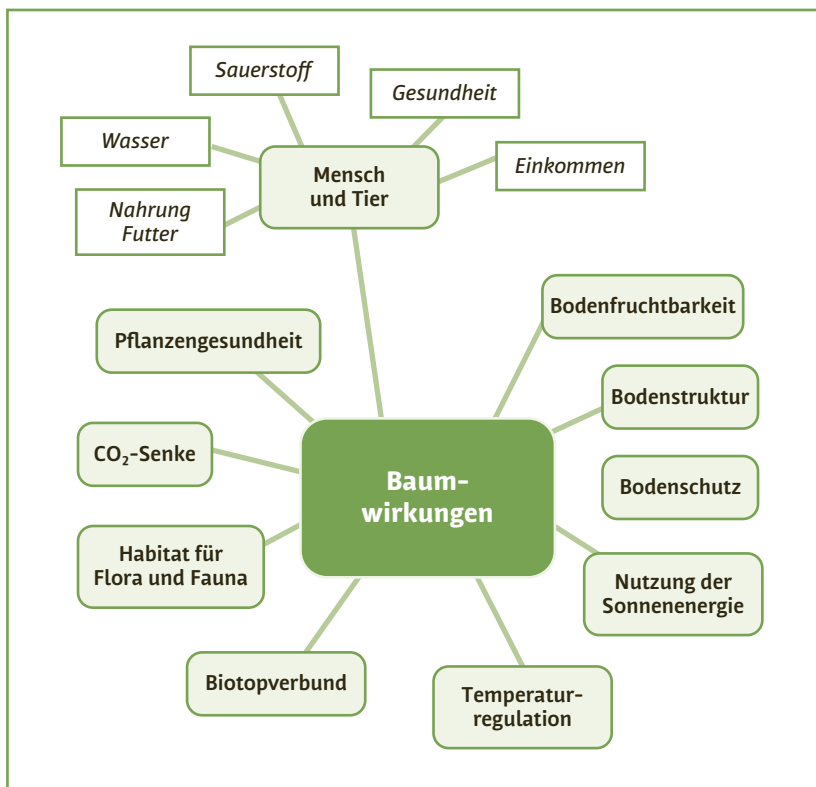 Sauerstoff
Gesundheit
Wasser
Einkommen
Mensch
und Tier
Nahrung
Futter
Bodenfruchtbarkeit
Pflanzengesundheit
Bodenstruktur
CO₂-Senke
Bodenschutz
Baum-
wirkungen
Habitat für
Flora und Fauna
Nutzung der
Sonnenenergie
Biotopverbund
Temperatur-
regulation